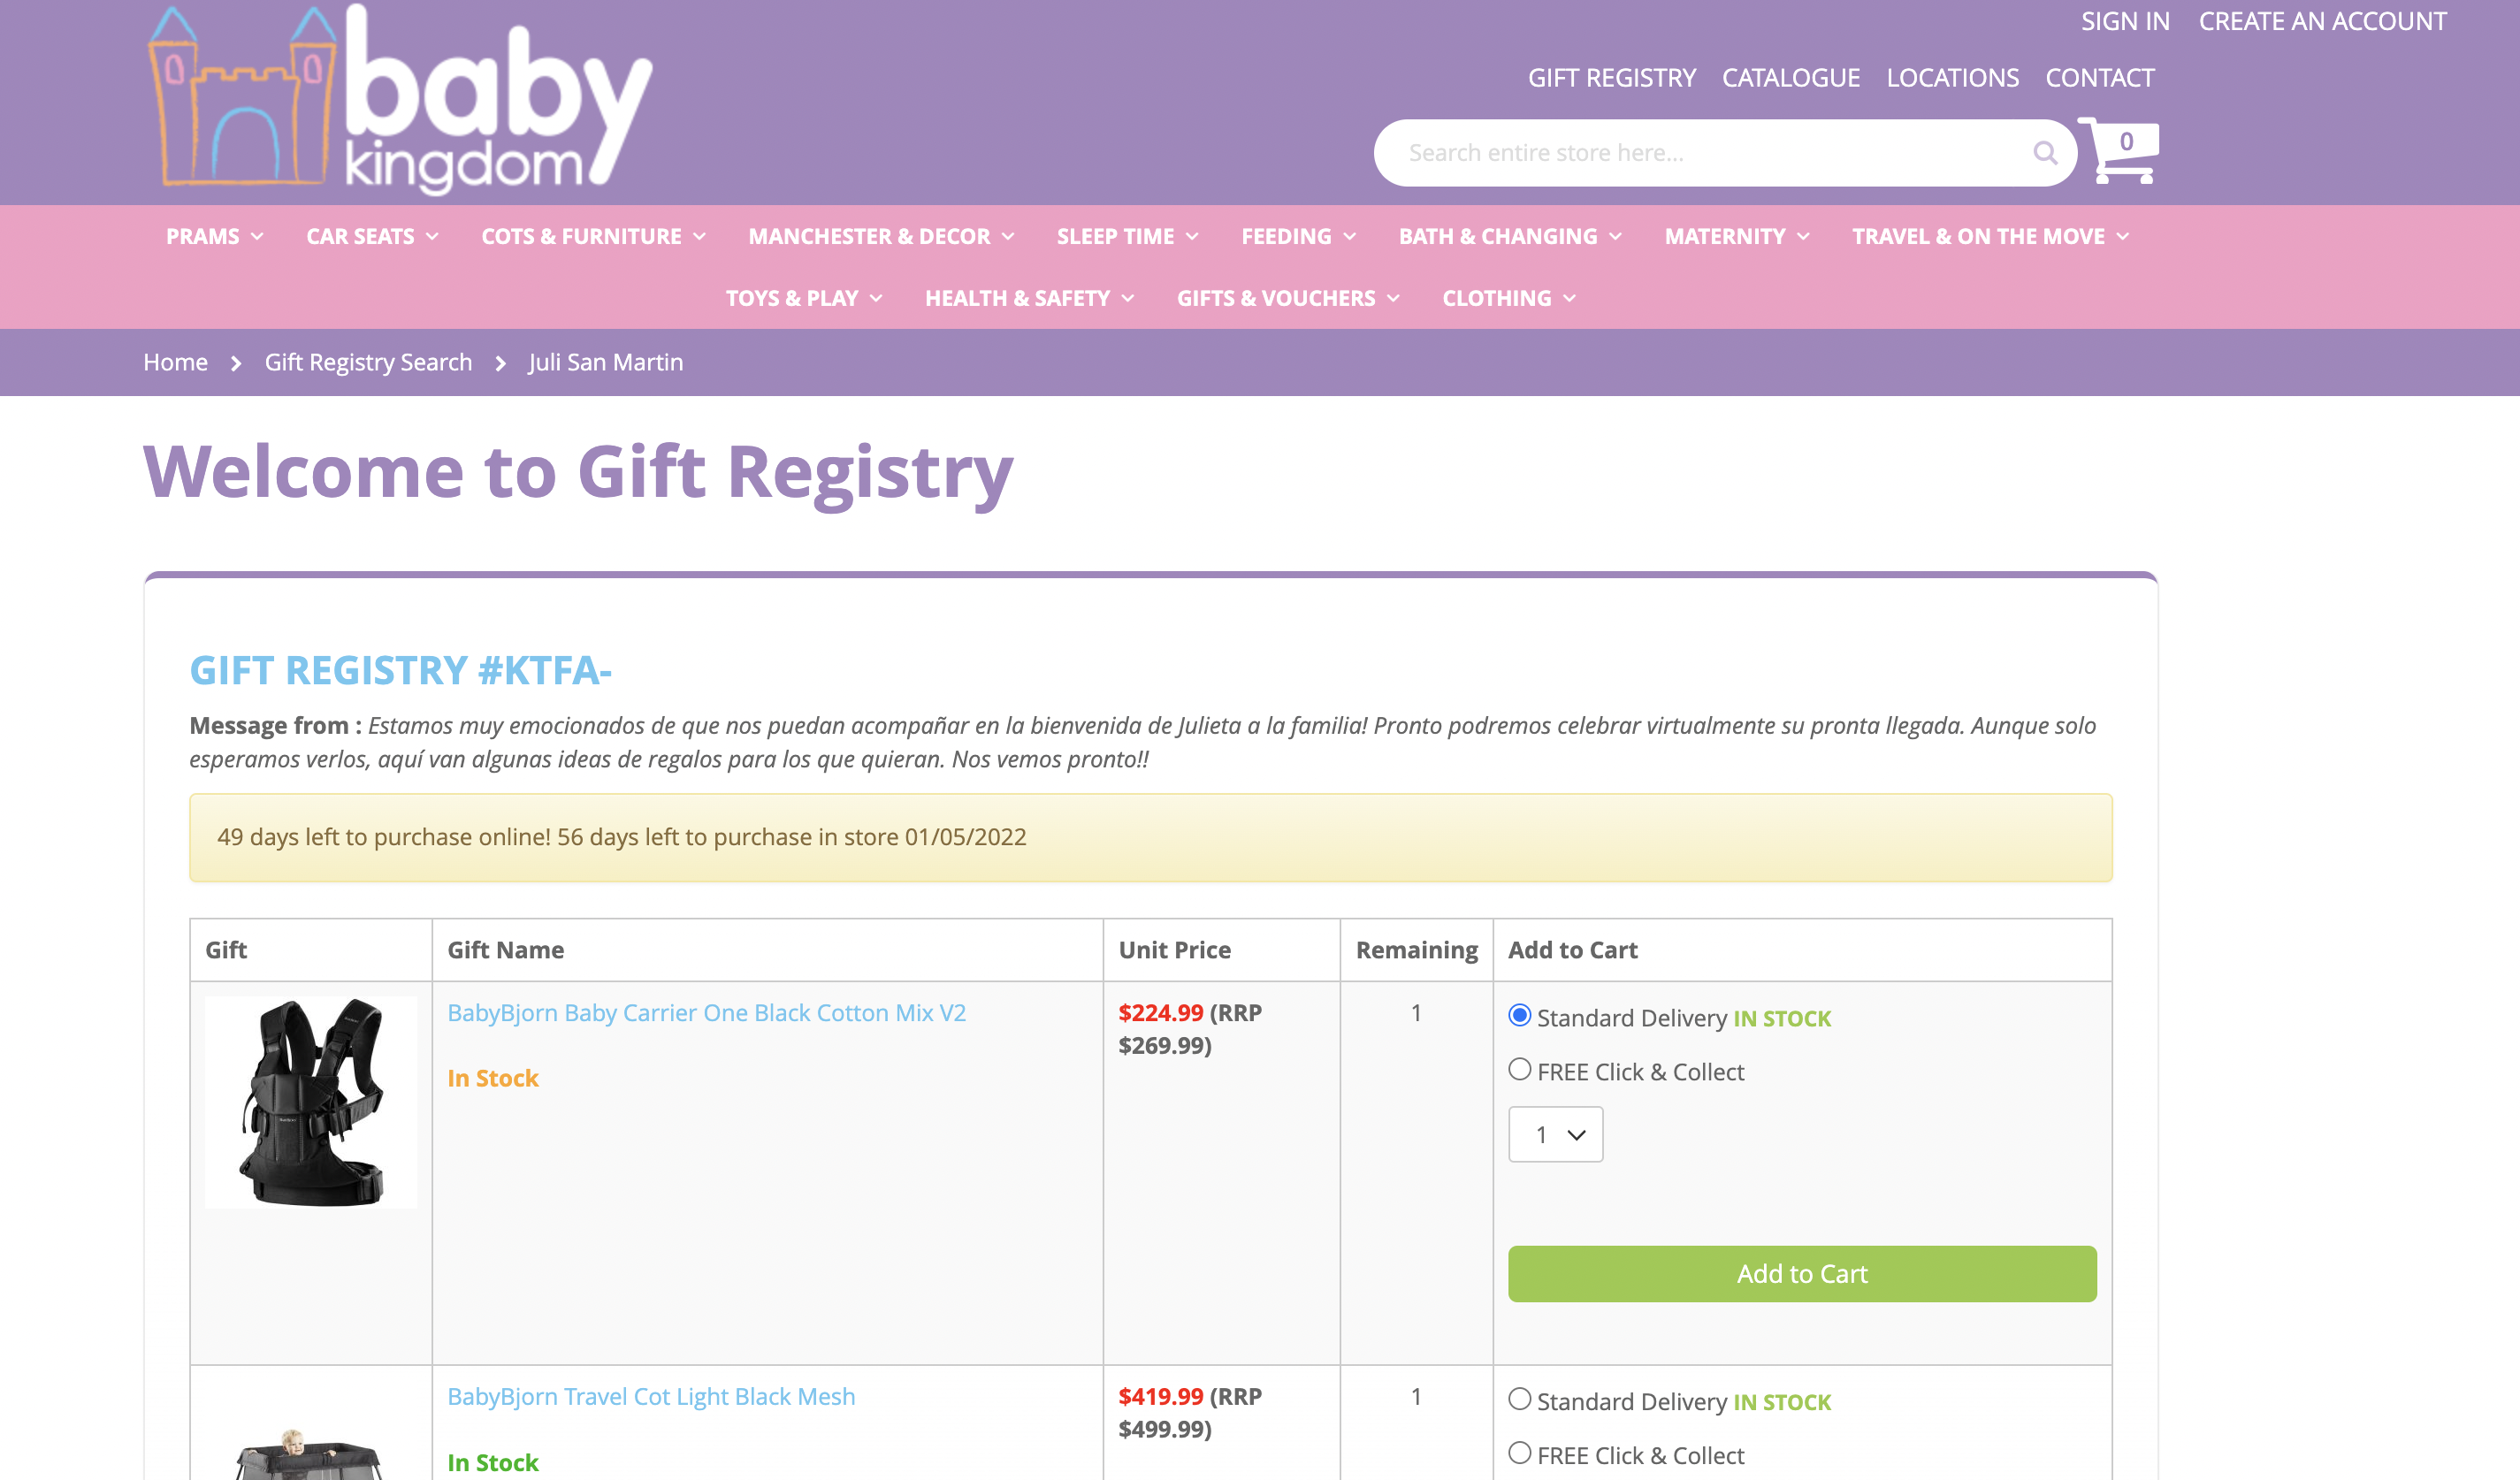 baby
kingdom
SIGN IN CREATE AN ACCOUNT
GIFT REGISTRY CATALOGUE LOCATIONS CONTACT
Search entire store here...
0
PRAMS CAR SEATS COTS & FURNITURE MANCHESTER & DECOR SLEEP TIME FEEDING BATH & CHANGING MATERNITY TRAVEL & ON THE MOVE
TOYS & PLAY HEALTH & SAFETY GIFTS & VOUCHERS CLOTHING
Home Gift Registry Search Juli San Martin
Welcome to Gift Registry
GIFT REGISTRY #KTFA-
Message from : Estamos muy emocionados de que nos puedan acompañar en la bienvenida de Julieta a la familia! Pronto podremos celebrar virtualmente su pronta llegada. Aunque solo
esperamos verlos, aquí van algunas ideas de regalos para los que quieran. Nos vemos pronto!!
49 days left to purchase online! 56 days left to purchase in store 01/05/2022
Gift Gift Name Unit Price Remaining Add to Cart
BabyBjorn Baby Carrier One Black Cotton Mix V2
In Stock
$224.99 (RRP
$269.99)
1
Standard Delivery IN STOCK
FREE Click & Collect
1
Add to Cart
BabyBjorn Travel Cot Light Black Mesh
In Stock
$419.99 (RRP
$499.99)
1
Standard Delivery IN STOCK
FREE Click & Collect